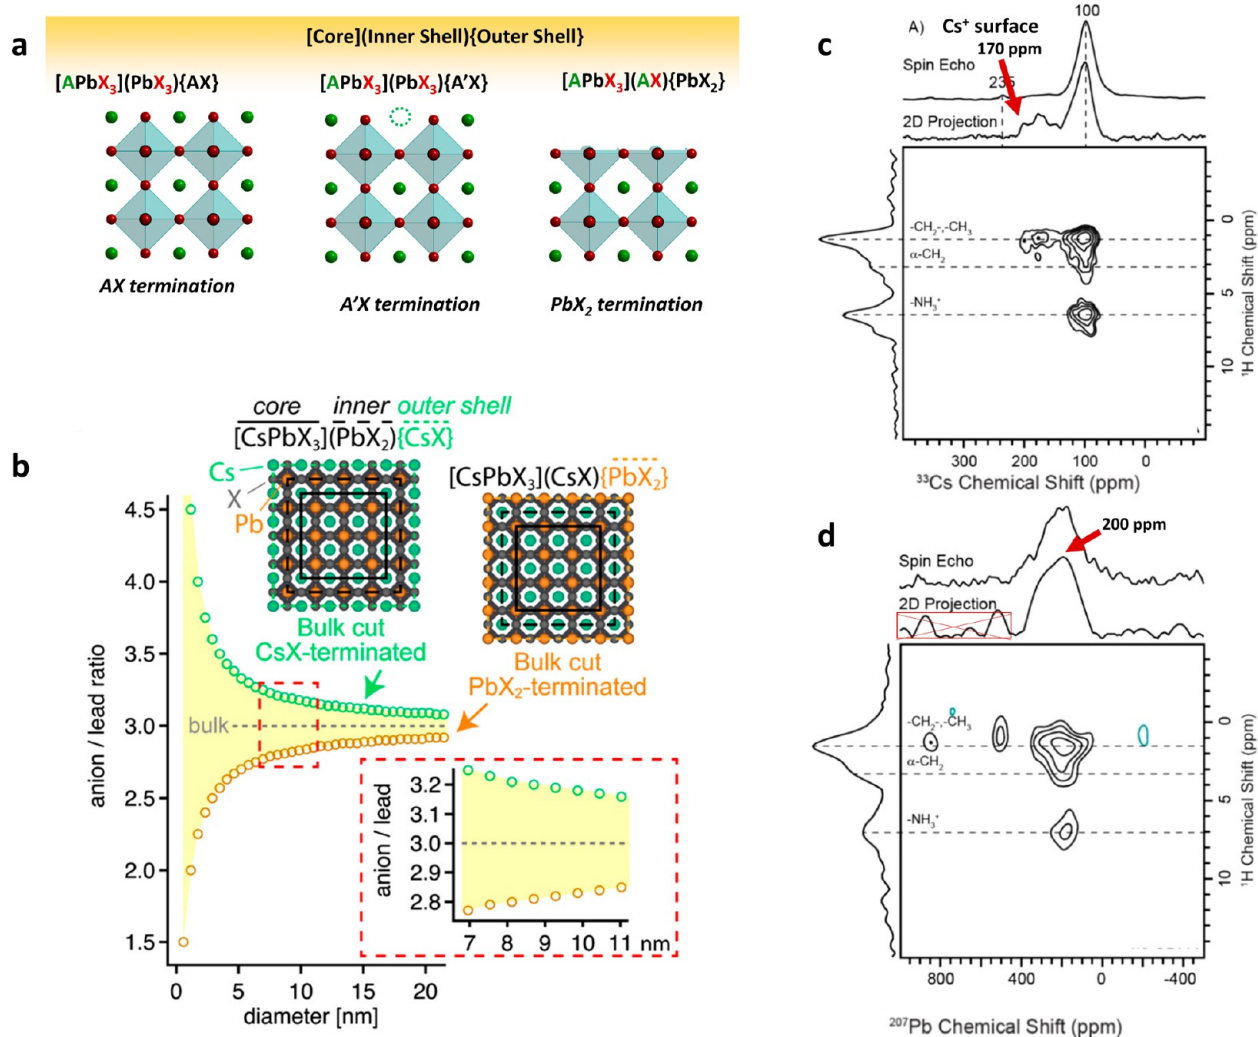 a
[Core](Inner Shell){Outer Shell}
[APbX3](PbX3){AX}
[APbX3](PbX3){A'X}
[APbX3](AX){PbX2}
AX termination
A'X termination
PbX2 termination
b
core inner outer shell
[CsPbX3](PbX2){CsX}
Cs
X
Pb
Bulk cut
CsX-terminated
[CsPbX3](CsX){PbX2}
Bulk cut
PbX2-terminated
anion / lead ratio
4.5
4.0
3.5
3.0
2.5
2.0
1.5
bulk
0 5 10 15 20
diameter [nm]
anion / lead
3.2
3.1
3.0
2.9
2.8
7 8 9 10 11 nm
c
A)
Cs+ surface
170 ppm
100
Spin Echo
235
2D Projection
-CH2-,-CH3
α-CH2
-NH3+
0
5
10
1H Chemical Shift (ppm)
300 200 100 0
33Cs Chemical Shift (ppm)
d
200 ppm
Spin Echo
2D Projection
-CH2-,-CH3
α-CH2
-NH3+
0
5
10
1H Chemical Shift (ppm)
800 400 0 -400
207Pb Chemical Shift (ppm)